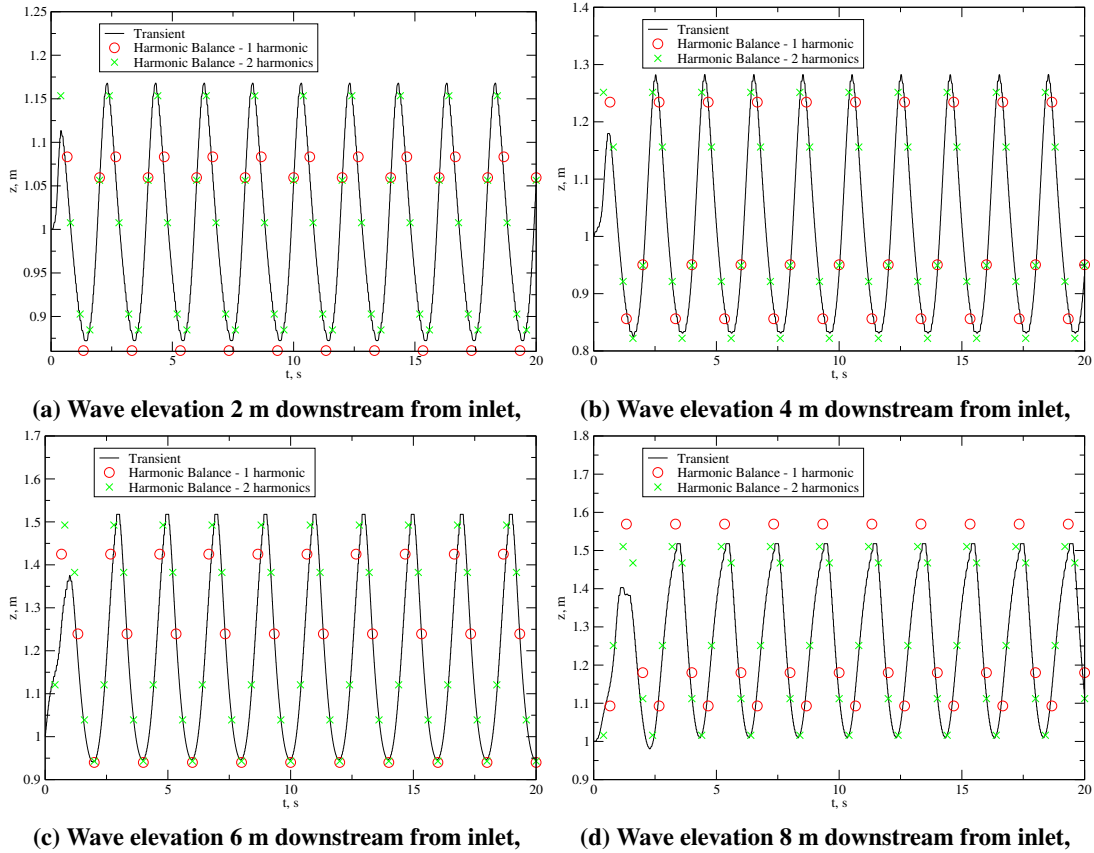 1.25
1.2
1.15
1.1
1.05
1
0.95
0.9
z, m
0 5 10 15 20
t, s
Transient
Harmonic Balance - 1 harmonic
Harmonic Balance - 2 harmonics
(a) Wave elevation 2 m downstream from inlet,
1.4
1.3
1.2
1.1
1
0.9
0.8
z, m
0 5 10 15 20
t, s
Transient
Harmonic Balance - 1 harmonic
Harmonic Balance - 2 harmonics
(b) Wave elevation 4 m downstream from inlet,
1.7
1.6
1.5
1.4
1.3
1.2
1.1
1
0.9
z, m
0 5 10 15 20
t, s
Transient
Harmonic Balance - 1 harmonic
Harmonic Balance - 2 harmonics
(c) Wave elevation 6 m downstream from inlet,
1.8
1.7
1.6
1.5
1.4
1.3
1.2
1.1
1
0.9
z, m
0 5 10 15 20
t, s
Transient
Harmonic Balance - 1 harmonic
Harmonic Balance - 2 harmonics
(d) Wave elevation 8 m downstream from inlet,